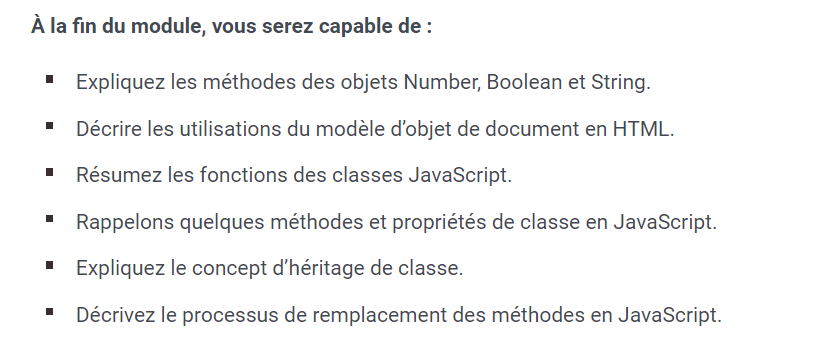 À la fin du module, vous serez capable de :
Expliquez les méthodes des objets Number, Boolean et String.
Décrire les utilisations du modèle d’objet de document en HTML.
Résumez les fonctions des classes JavaScript.
Rappelons quelques méthodes et propriétés de classe en JavaScript.
Expliquez le concept d’héritage de classe.
Décrivez le processus de remplacement des méthodes en JavaScript.